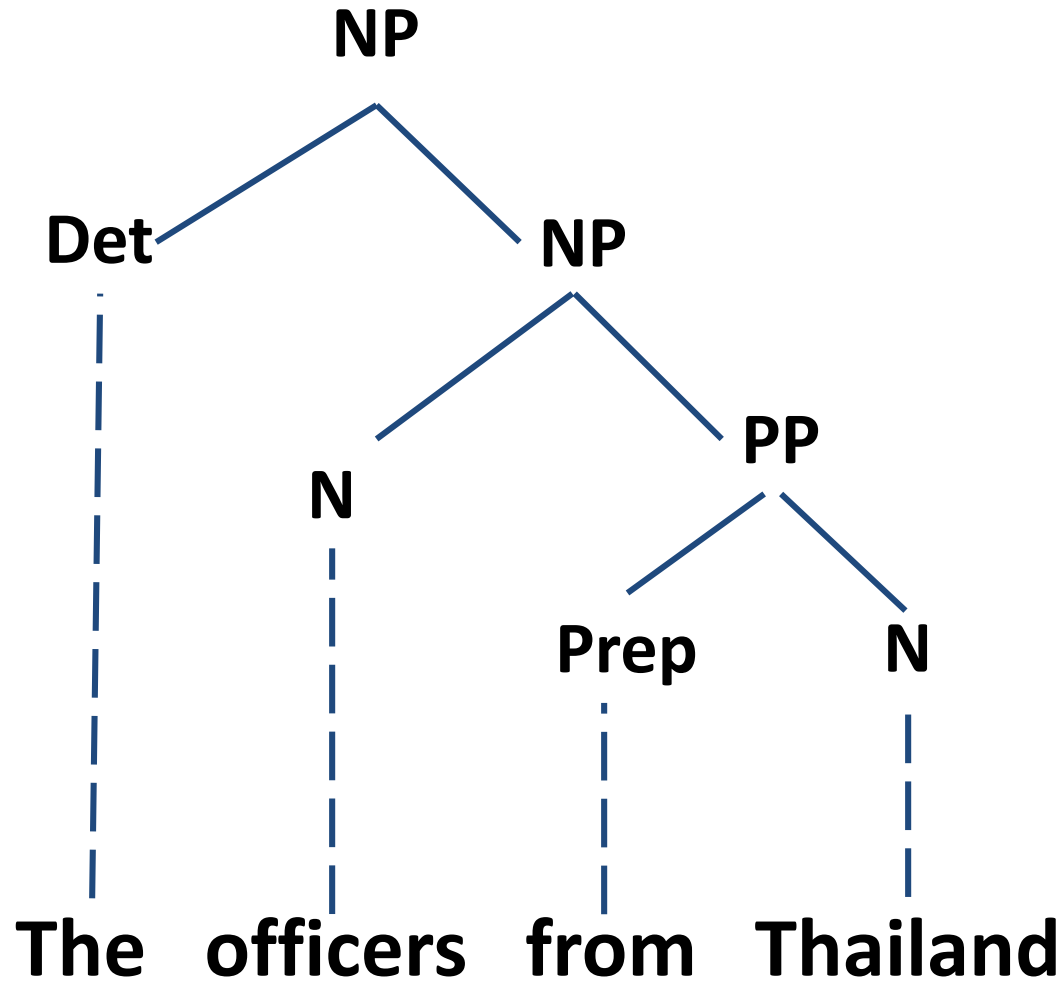 NP
Det NP
PP
N
Prep N
The officers from Thailand